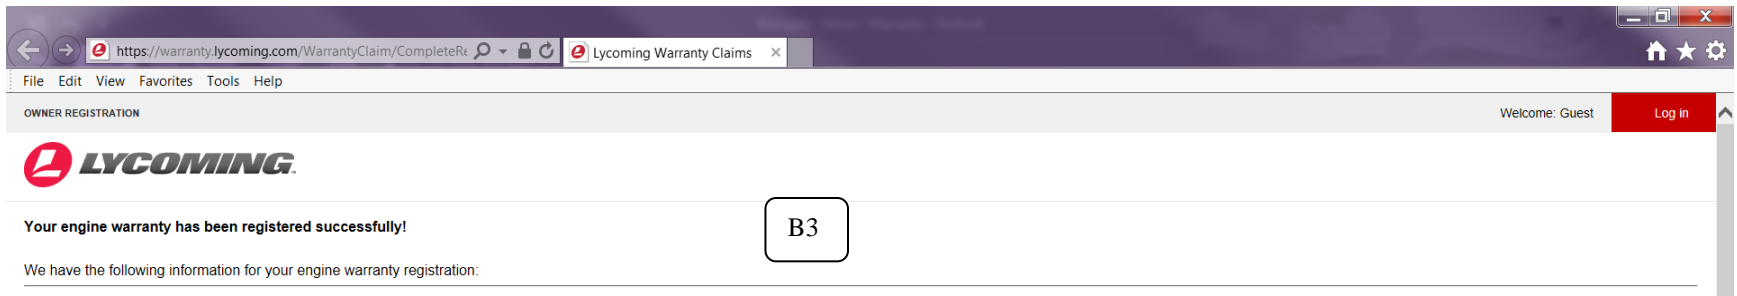 https://warranty.lycoming.com/WarrantyClaim/CompleteRe
Lycoming Warranty Claims
File Edit View Favorites Tools Help
OWNER REGISTRATION
Welcome: Guest
Log in
LYCOMING
Your engine warranty has been registered successfully!
B3
We have the following information for your engine warranty registration: